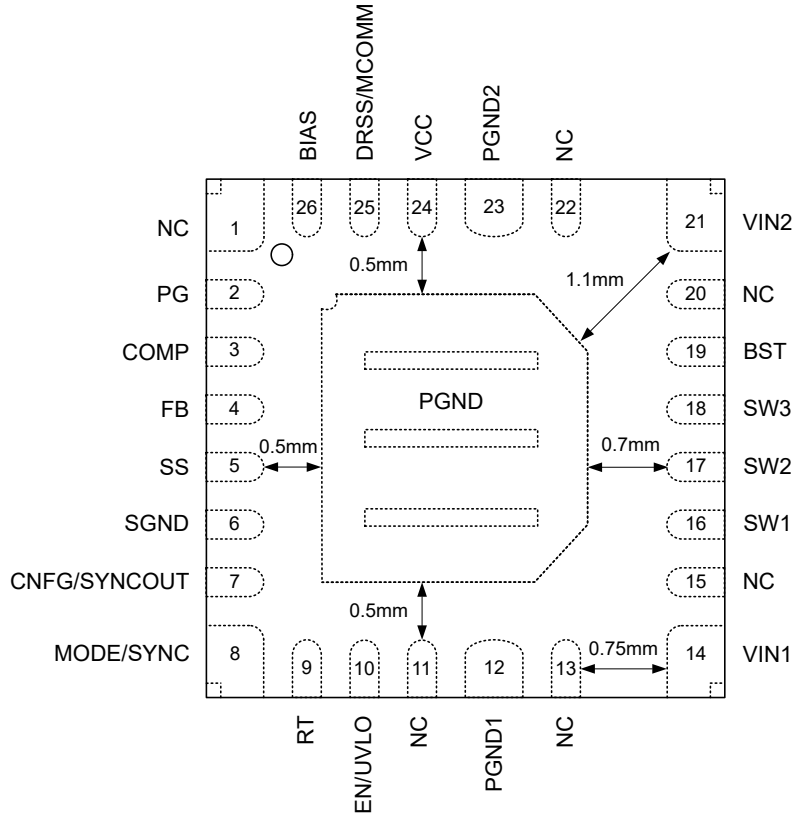 BIAS
DRSS/MCOMM
VCC
PGND2
NC
26
25
24
23
22
NC 1
21 VIN2
0.5mm
1.1mm
PG 2
20 NC
COMP 3
19 BST
PGND
FB 4
18 SW3
0.5mm
0.7mm
SS 5
17 SW2
SGND 6
16 SW1
CNFG/SYNCOUT 7
15 NC
0.5mm
0.75mm
MODE/SYNC 8
14 VIN1
9
10
11
12
13
RT
EN/UVLO
NC
PGND1
NC